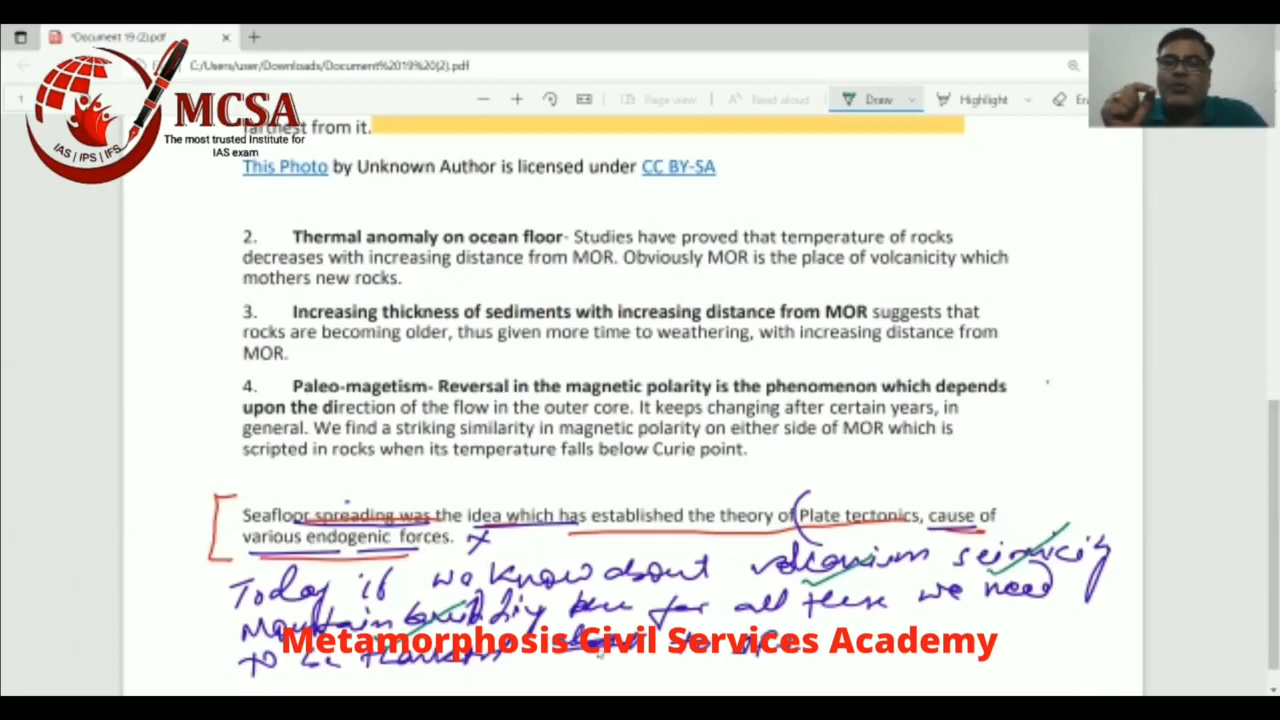 *Document 19 (2).pdf
C:/Users/user/Downloads/Document%2019%20(2).pdf
1
Page view
Read aloud
Draw
Highlight
MCSA
The most trusted Institute for
IAS exam
IAS | IPS | IFS
farthest from it.
This Photo by Unknown Author is licensed under CC BY-SA
2. Thermal anomaly on ocean floor- Studies have proved that temperature of rocks
decreases with increasing distance from MOR. Obviously MOR is the place of volcanicity which
mothers new rocks.
3. Increasing thickness of sediments with increasing distance from MOR suggests that
rocks are becoming older, thus given more time to weathering, with increasing distance from
MOR.
4. Paleo-magetism- Reversal in the magnetic polarity is the phenomenon which depends
upon the direction of the flow in the outer core. It keeps changing after certain years, in
general. We find a striking similarity in magnetic polarity on either side of MOR which is
scripted in rocks when its temperature falls below Curie point.
Seafloor spreading was the idea which has established the theory of Plate tectonics, cause of
various endogenic forces.
Today if we know about volcanism seismicity
Mountain building for all these we need
to be
Metamorphosis Civil Services Academy